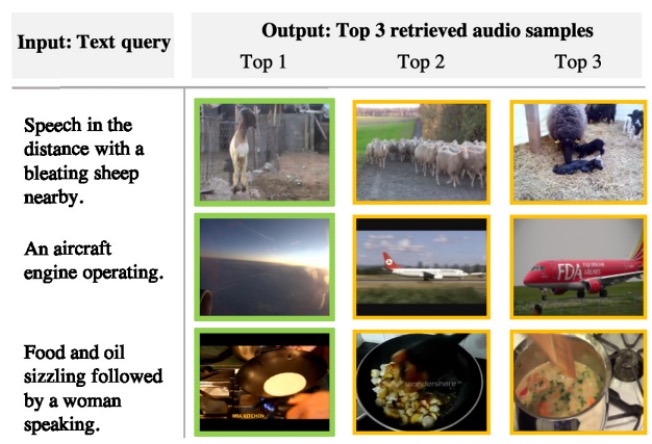 Input: Text query
Output: Top 3 retrieved audio samples
Top 1
Top 2
Top 3
Speech in the
distance with a
bleating sheep
nearby.
An aircraft
engine operating.
FDA
Food and oil
sizzling followed
by a woman
speaking.